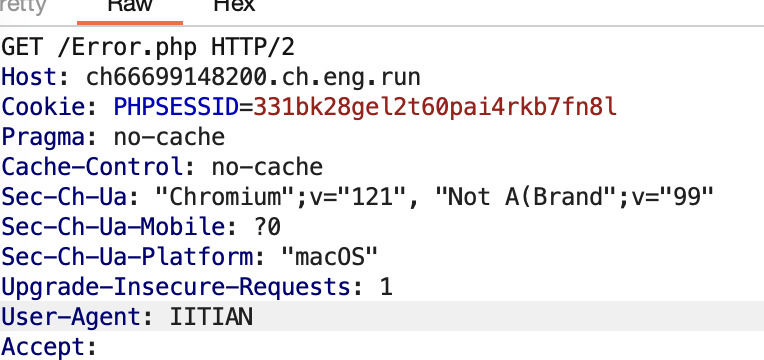 retty Raw Hex
GET /Error.php HTTP/2
Host: ch66699148200.ch.eng.run
Cookie: PHPSESSID=331bk28gel2t60pai4rkb7fn8l
Pragma: no-cache
Cache-Control: no-cache
Sec-Ch-Ua: "Chromium";v="121", "Not A(Brand";v="99"
Sec-Ch-Ua-Mobile: ?0
Sec-Ch-Ua-Platform: "macOS"
Upgrade-Insecure-Requests: 1
User-Agent: IITIAN
Accept: